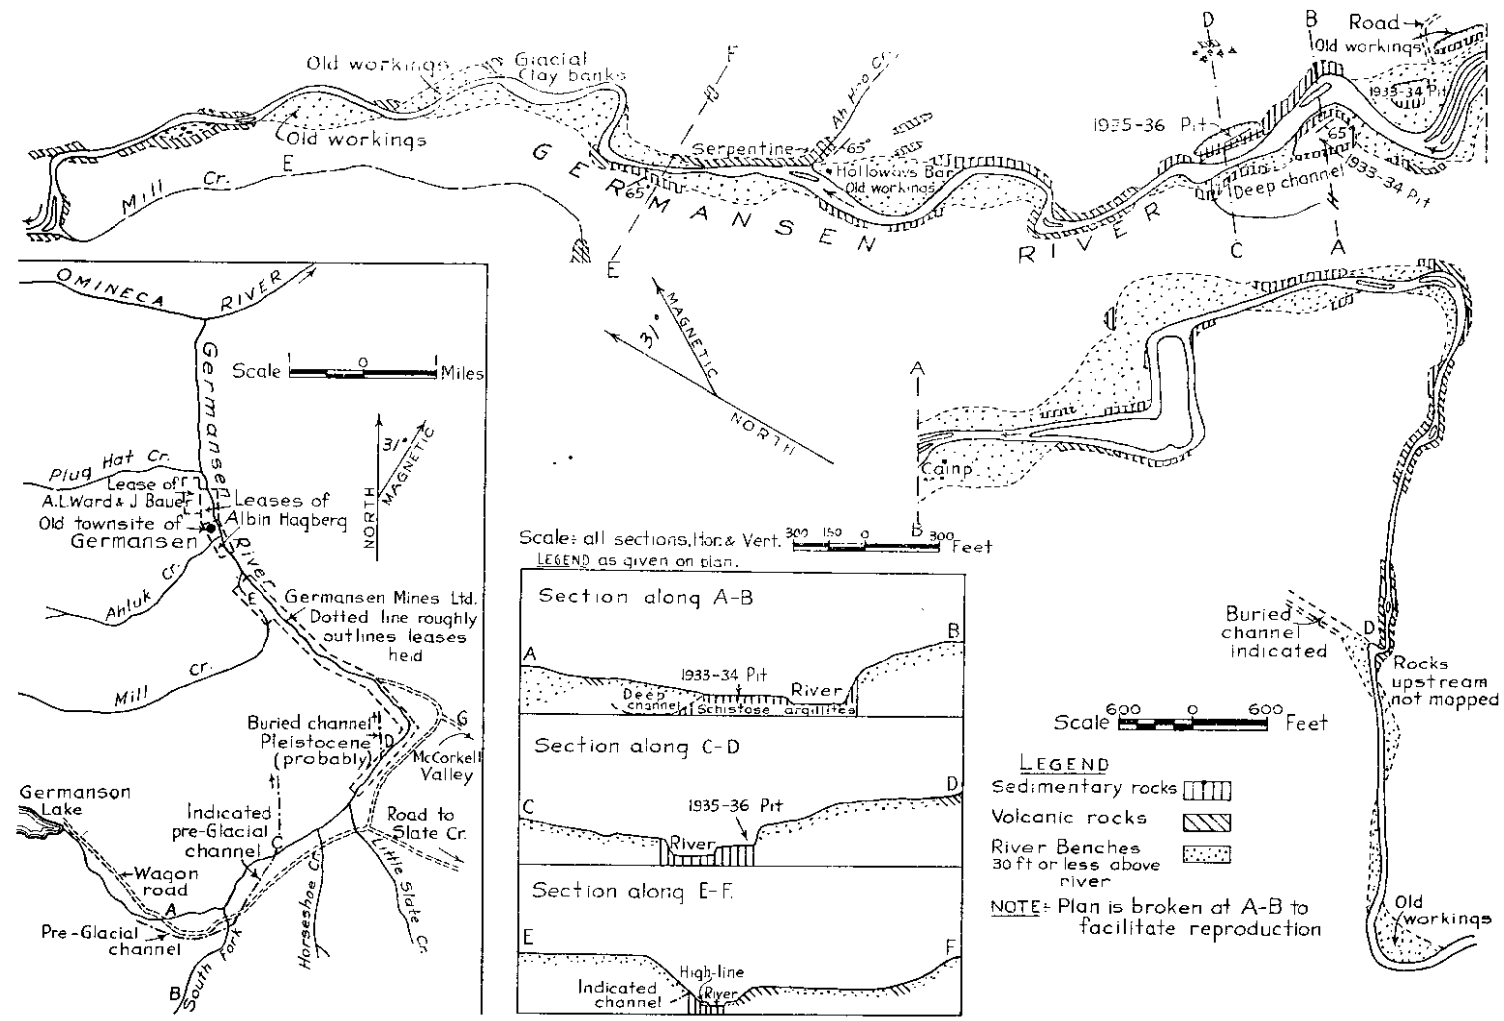 D
B
Road
Old workings
1933-34 Pit
Old workings
Glacial
Clay banks
F
Ah Hoo Cr.
1935-36 Pit
Old workings
Serpentine
65°
65°
Holloways Bar
Old workings
Deep channel
1933-34 Pit
Mill Cr.
E
65°
GERMANSEN RIVER
E
C
A
OMINECA RIVER
Germansen River
Scale 1 0 1 Miles
31°
MAGNETIC
NORTH
Plug Hat Cr.
Lease of
A.L.Ward & J Bauer
Leases of
Albin Hagberg
Old townsite of
Germansen
Ahluk Cr.
E
Germansen Mines Ltd.
Dotted line roughly
outlines leases
held
Mill Cr.
G
Buried channel
Pleistocene
(probably)
D
McCorkell
Valley
Germanson
Lake
Indicated
pre-Glacial
channel
C
Road to
Slate Cr.
Wagon
road
A
Pre-Glacial
channel
South Fork
B
Horseshoe Cr.
Little Slate Cr.
31°
MAGNETIC
NORTH
A
Camp
B
Scale: all sections, Hor. & Vert. 300 150 0 300 Feet
LEGEND as given on plan.
Section along A-B
A
B
1933-34 Pit
River
Deep
channel
Schistose argillites
Section along C-D
C
D
1935-36 Pit
River
Section along E-F.
E
F
High-line
Indicated
channel
River
Buried
channel
indicated
D
Rocks
upstream
not mapped
Scale 600 0 600 Feet
LEGEND
Sedimentary rocks
Volcanic rocks
River Benches
30 ft or less above
river
NOTE:- Plan is broken at A-B to
facilitate reproduction
Old
workings